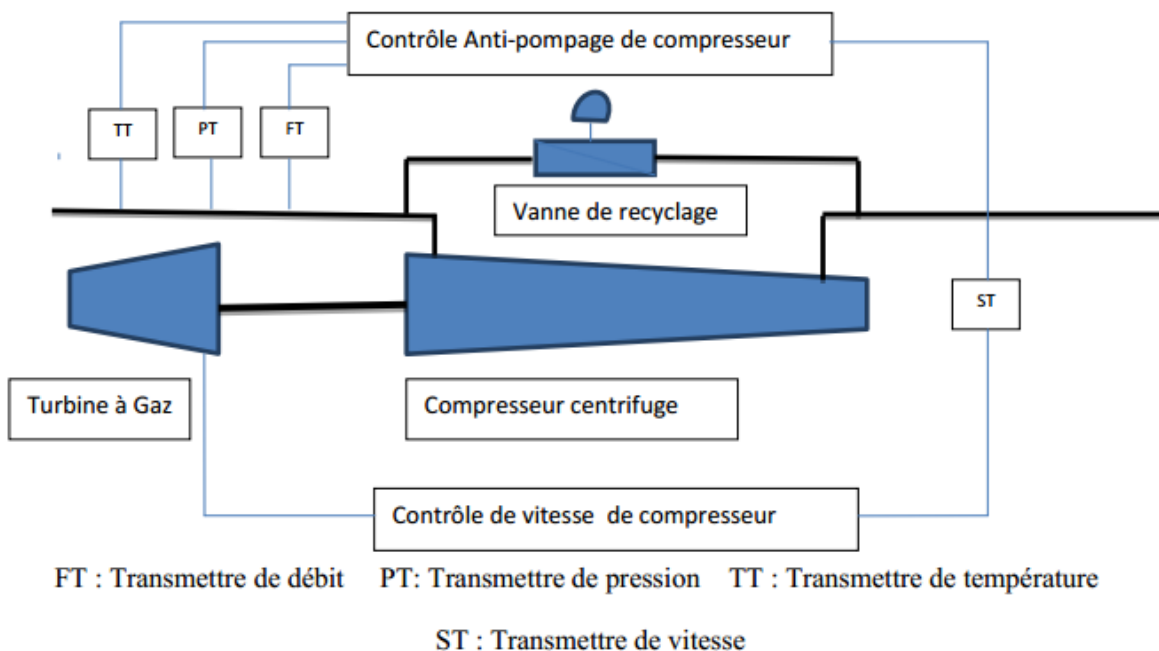 Contrôle Anti-pompage de compresseur
TT
PT
FT
Vanne de recyclage
ST
Turbine à Gaz
Compresseur centrifuge
Contrôle de vitesse de compresseur
FT : Transmettre de débit PT: Transmettre de pression TT : Transmettre de température
ST : Transmettre de vitesse